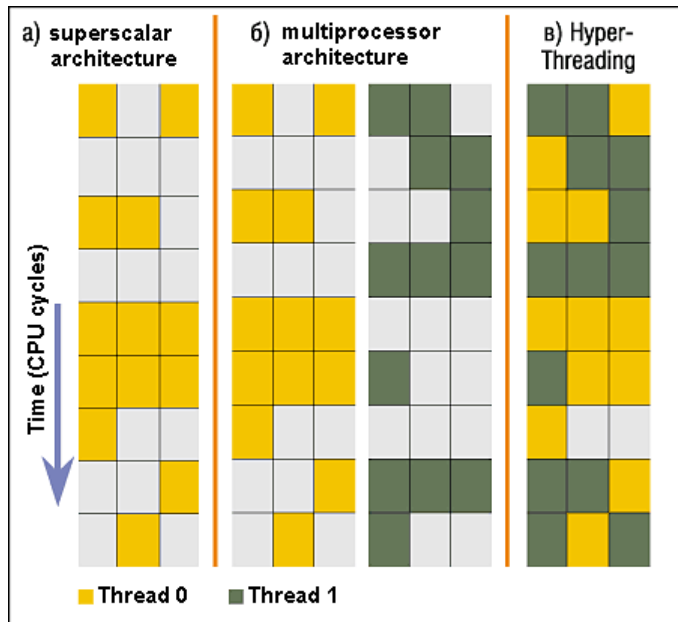 а) superscalar
architecture
б) multiprocessor
architecture
в) Hyper-
Threading
Time (CPU cycles)
Thread 0
Thread 1